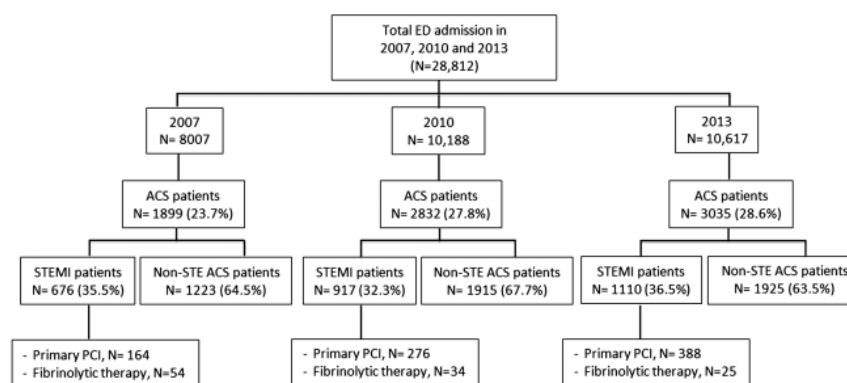 Total ED admission in
2007, 2010 and 2013
(N=28,812)
2007
N= 8007
2010
N= 10,188
2013
N= 10,617
ACS patients
N= 1899 (23.7%)
ACS patients
N= 2832 (27.8%)
ACS patients
N= 3035 (28.6%)
STEMI patients
N= 676 (35.5%)
Non-STE ACS patients
N= 1223 (64.5%)
STEMI patients
N= 917 (32.3%)
Non-STE ACS patients
N= 1915 (67.7%)
STEMI patients
N= 1110 (36.5%)
Non-STE ACS patients
N= 1925 (63.5%)
- Primary PCI, N= 164
- Fibrinolytic therapy, N=54
- Primary PCI, N= 276
- Fibrinolytic therapy, N=34
- Primary PCI, N= 388
- Fibrinolytic therapy, N=25